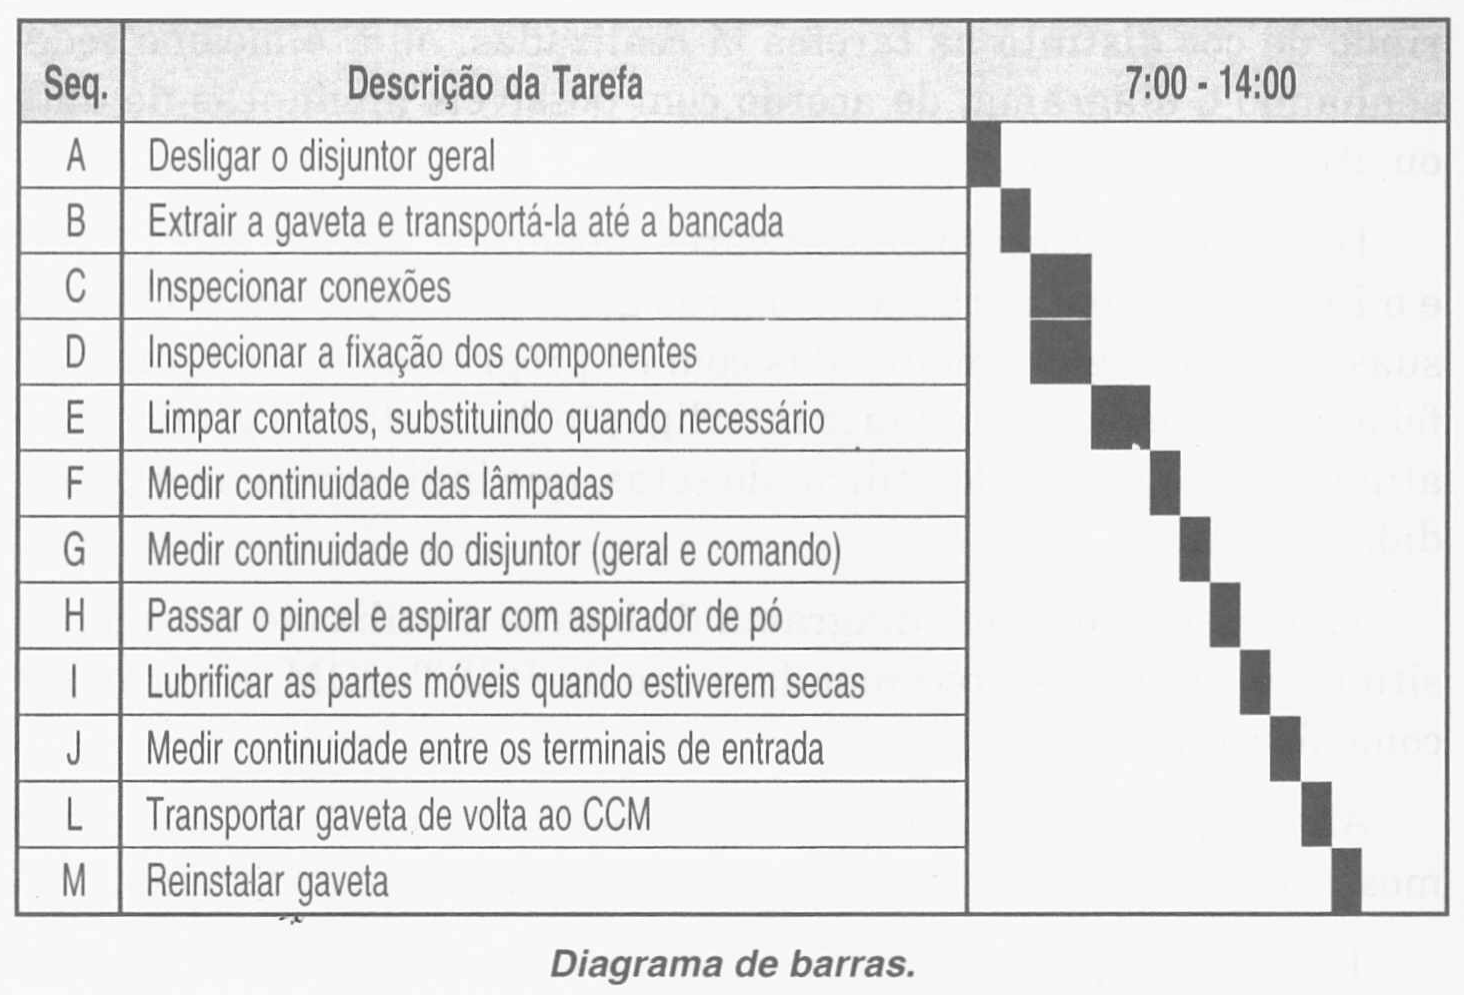 Seq. Descrição da Tarefa 7:00 - 14:00
A Desligar o disjuntor geral
B Extrair a gaveta e transportá-la até a bancada
C Inspecionar conexões
D Inspecionar a fixação dos componentes
E Limpar contatos, substituindo quando necessário
F Medir continuidade das lâmpadas
G Medir continuidade do disjuntor (geral e comando)
H Passar o pincel e aspirar com aspirador de pó
I Lubrificar as partes móveis quando estiverem secas
J Medir continuidade entre os terminais de entrada
L Transportar gaveta de volta ao CCM
M Reinstalar gaveta
Diagrama de barras.